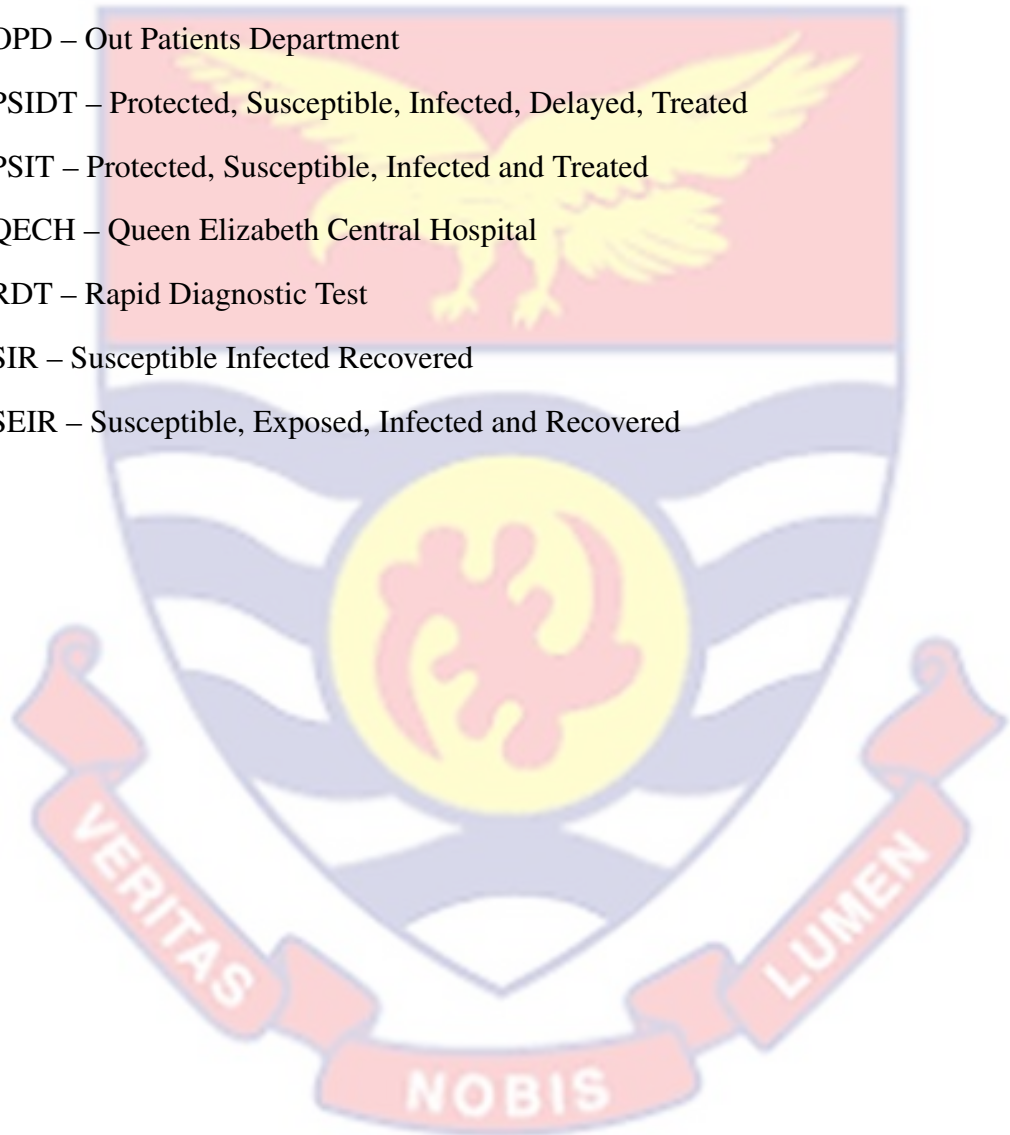 OPD – Out Patients Department
PSIDT – Protected, Susceptible, Infected, Delayed, Treated
PSIT – Protected, Susceptible, Infected and Treated
QECH – Queen Elizabeth Central Hospital
RDT – Rapid Diagnostic Test
SIR – Susceptible Infected Recovered
SEIR – Susceptible, Exposed, Infected and Recovered
VERITAS
NOBIS
LUMEN